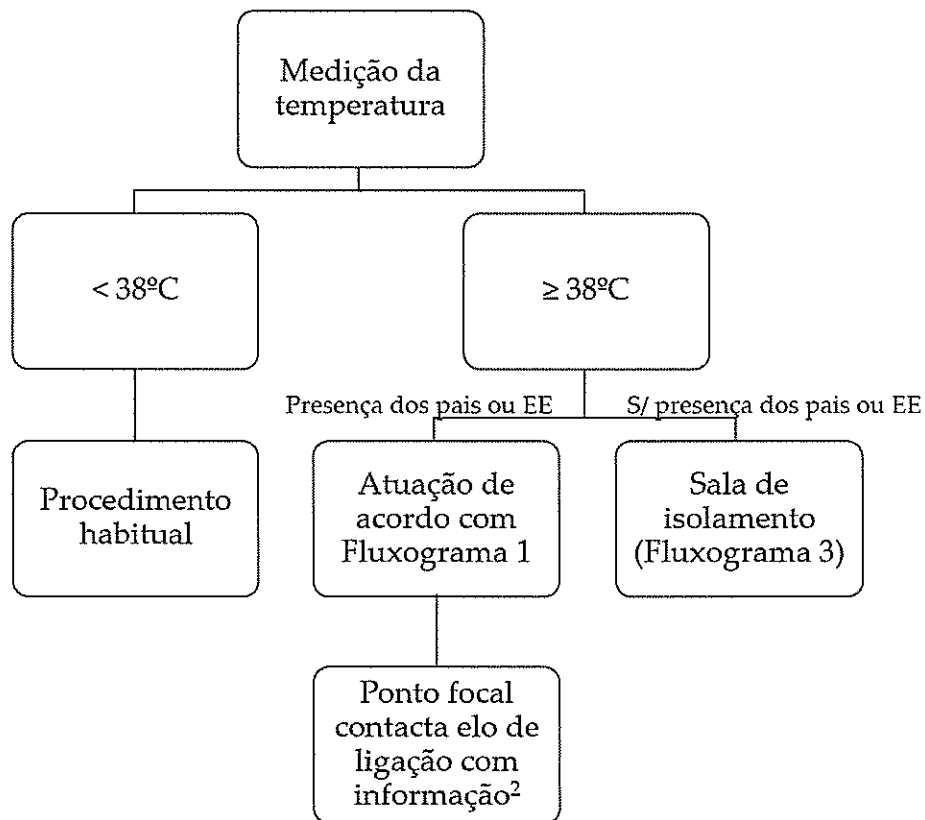 Medição da
temperatura
< 38ºC
≥ 38ºC
Presença dos pais ou EE
S/ presença dos pais ou EE
Procedimento
habitual
Atuação de
acordo com
Fluxograma 1
Sala de
isolamento
(Fluxograma 3)
Ponto focal
contacta elo de
ligação com
informação²